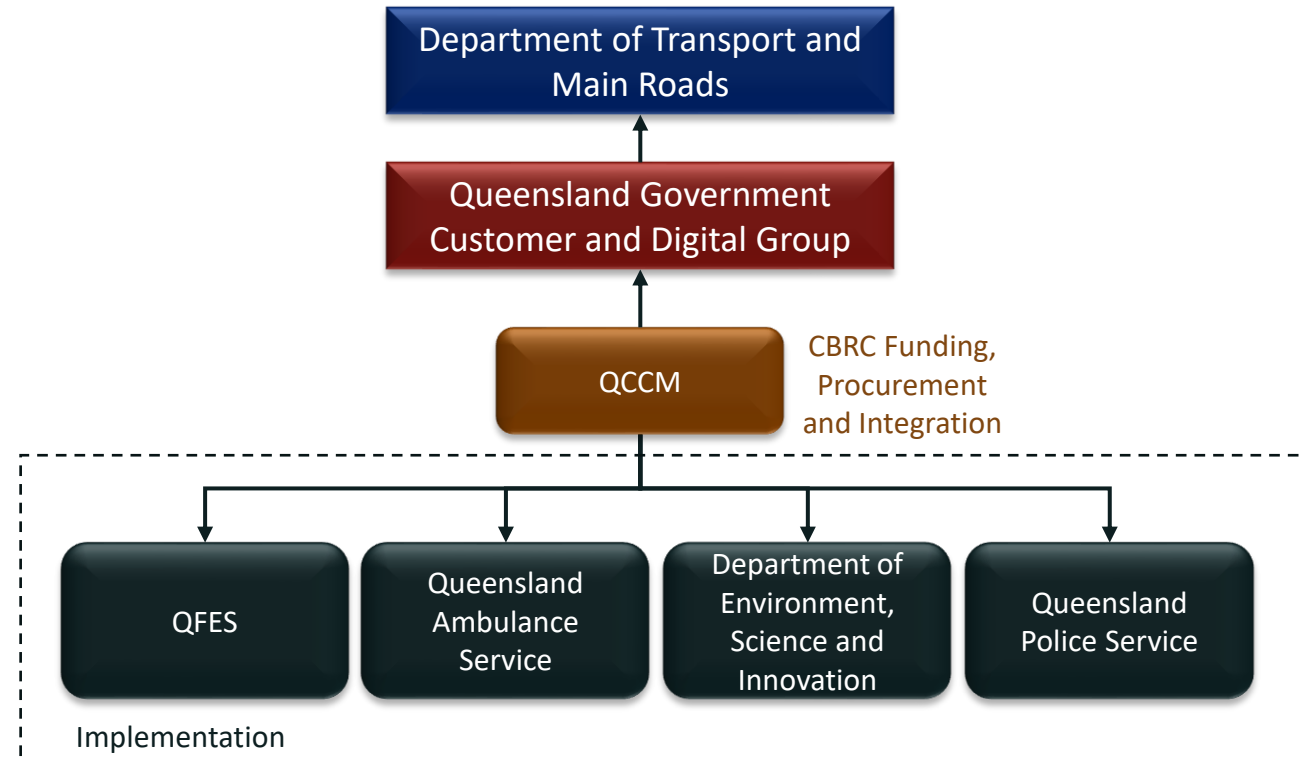 Department of Transport and
Main Roads
Queensland Government
Customer and Digital Group
QCCM
CBRC Funding,
Procurement
and Integration
QFES
Queensland
Ambulance
Service
Department of
Environment,
Science and
Innovation
Queensland
Police Service
Implementation